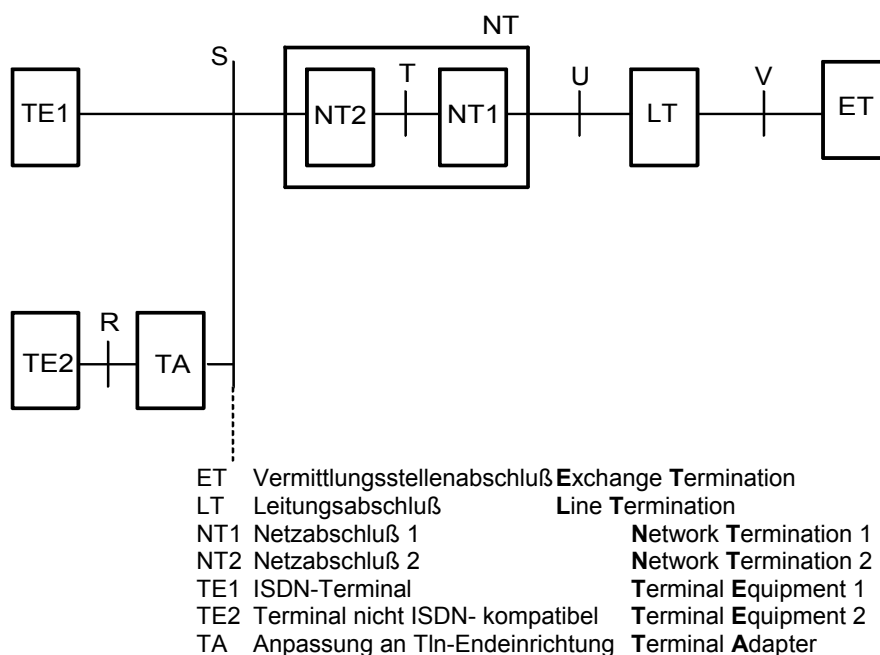 NT
S
T
U
V
TE1
NT2
NT1
LT
ET
R
TE2
TA
ET Vermittlungsstellenabschluß Exchange Termination
LT Leitungsabschluß Line Termination
NT1 Netzabschluß 1 Network Termination 1
NT2 Netzabschluß 2 Network Termination 2
TE1 ISDN-Terminal Terminal Equipment 1
TE2 Terminal nicht ISDN- kompatibel Terminal Equipment 2
TA Anpassung an Tln-Endeinrichtung Terminal Adapter